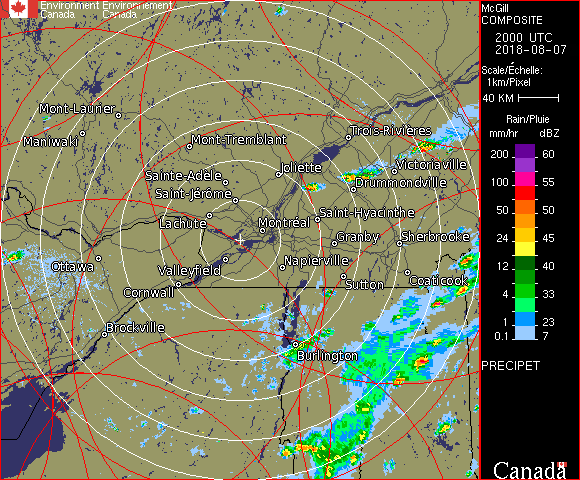 Environment Environnement
Canada Canada
McGill
COMPOSITE
2000 UTC
2018-08-07
Scale/Échelle:
1km/Pixel
40 KM
Rain/Pluie
mm/hr dBZ
200 60
150 57
100 55
50 50
24 45
12 40
4 33
1 23
0.1 7
PRECIPET
Canada
Mont-Laurier
Maniwaki
Mont-Tremblant
Trois-Rivières
Sainte-Adèle
Joliette
Victoriaville
Saint-Jérôme
Drummondville
Lachute
Montréal
Saint-Hyacinthe
Granby
Sherbrooke
Ottawa
Valleyfield
Napierville
Cornwall
Sutton
Coaticook
Brockville
Burlington